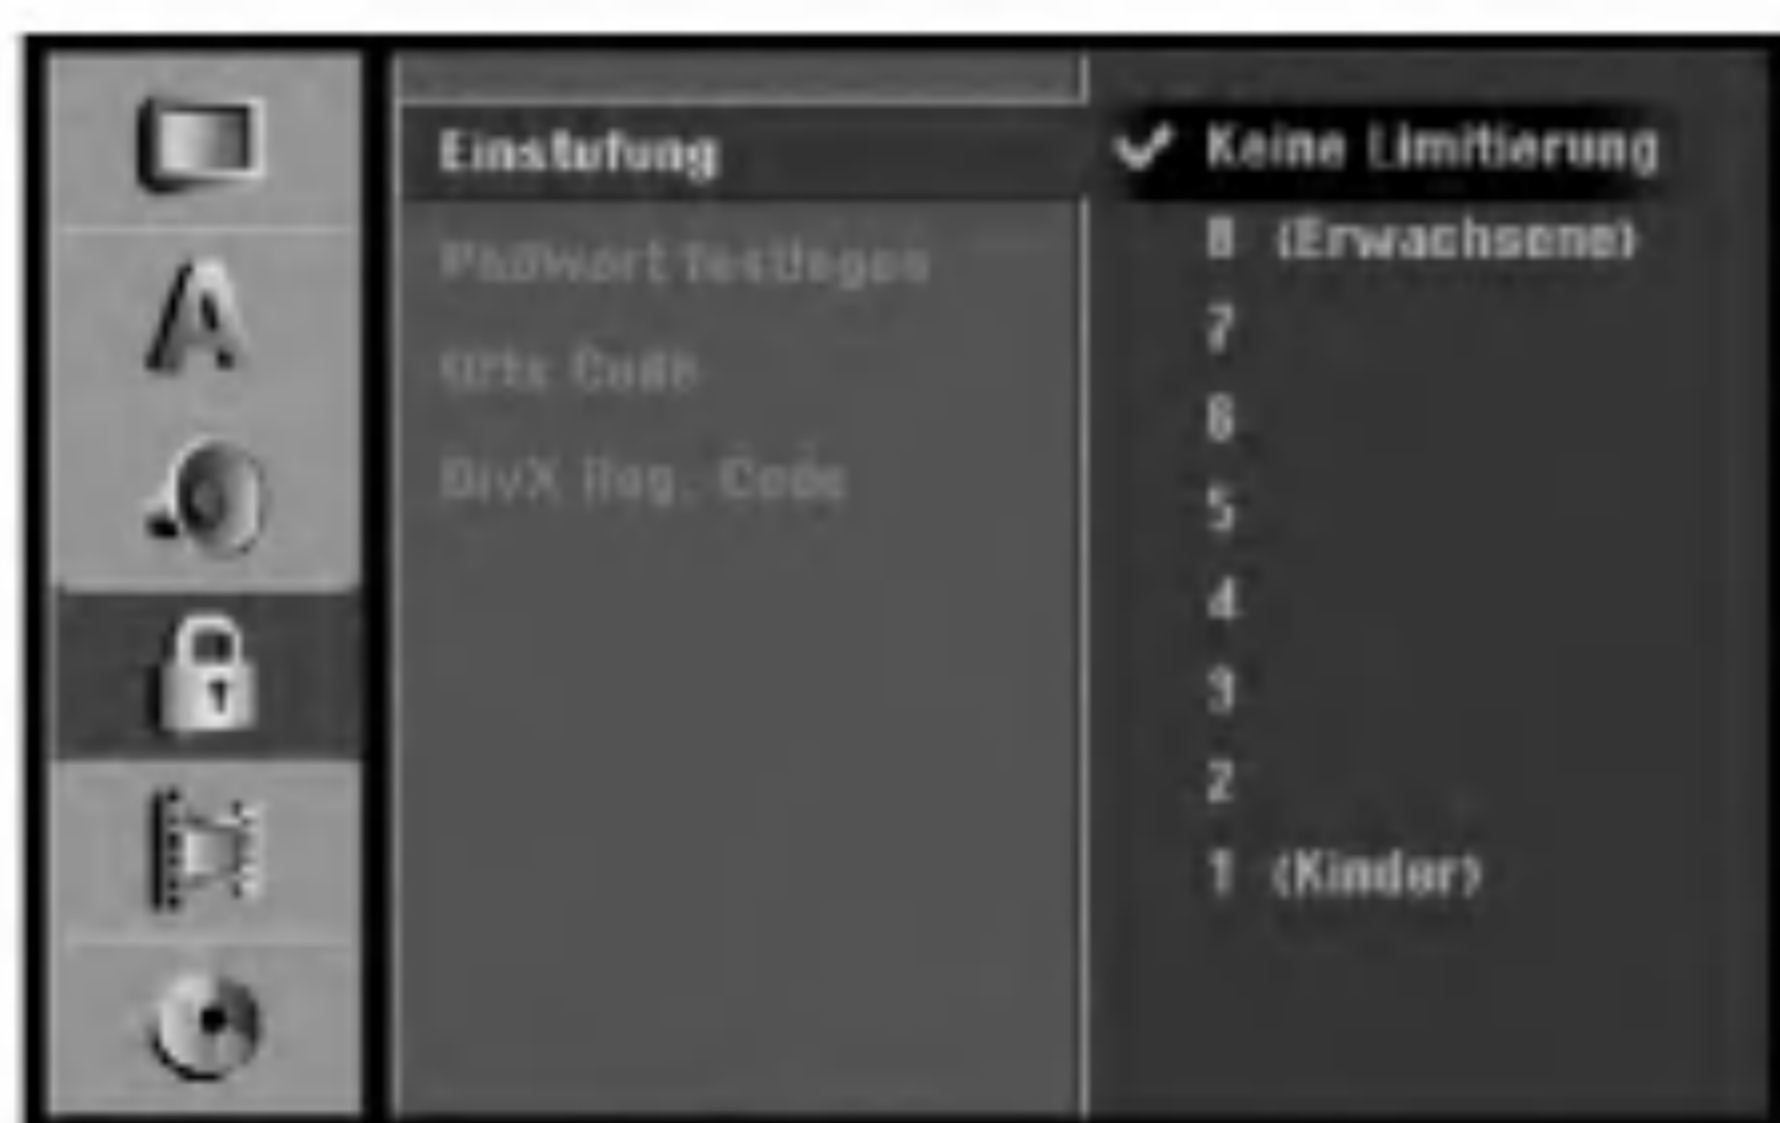 Einstufung
Paßwort festlegen
Orts Code
DivX Reg. Code
Keine Limitierung
8 (Erwachsene)
7
6
5
4
3
2
1 (Kinder)